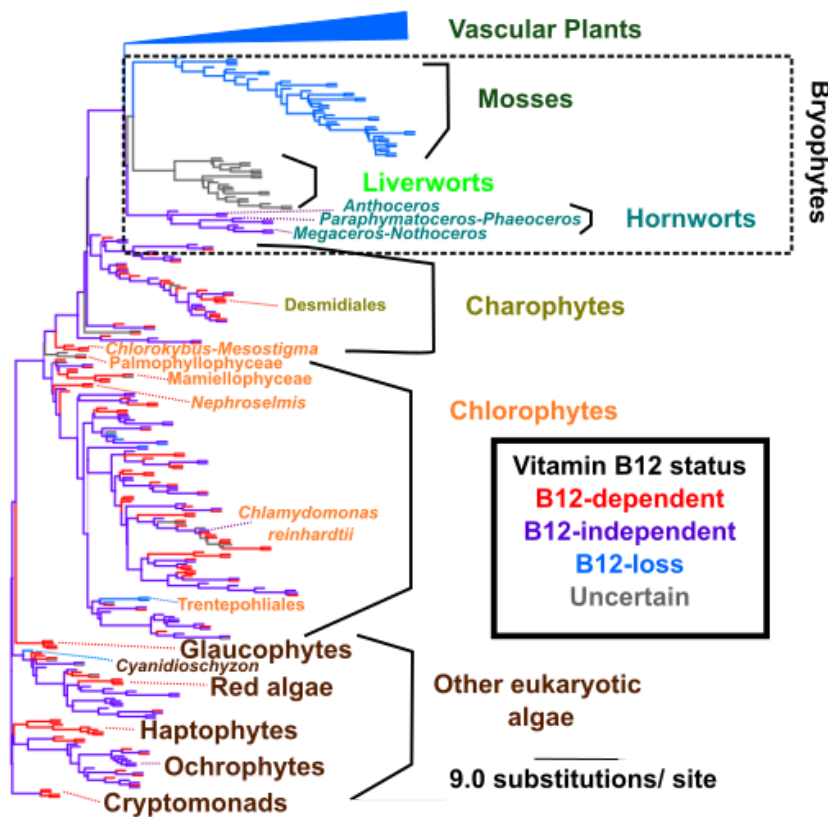 Vascular Plants
Bryophytes
Mosses
Liverworts
Anthoceros
Paraphymatoceros-Phaeoceros
Megaceros-Nothoceros
Hornworts
Desmidiales
Charophytes
Chlorokybus-Mesostigma
Palmophyllophyceae
Mamiellophyceae
Nephroselmis
Chlorophytes
Vitamin B12 status
B12-dependent
B12-independent
B12-loss
Uncertain
Chlamydomonas
reinhardtii
Trentepohliales
Glaucophytes
Cyanidioschyzon
Red algae
Other eukaryotic
algae
Haptophytes
Ochrophytes
9.0 substitutions/ site
Cryptomonads